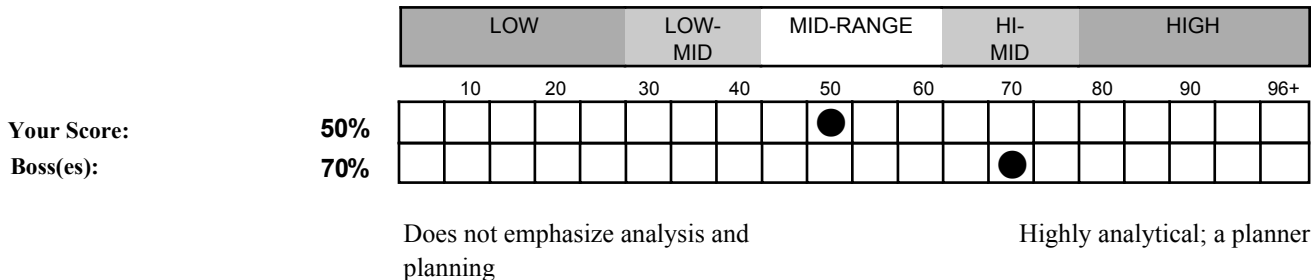 LOW LOW- MID-RANGE HI- HIGH
MID MID
10 20 30 40 50 60 70 80 90 96+
Your Score: 50%
Boss(es): 70%
Does not emphasize analysis and Highly analytical; a planner
planning